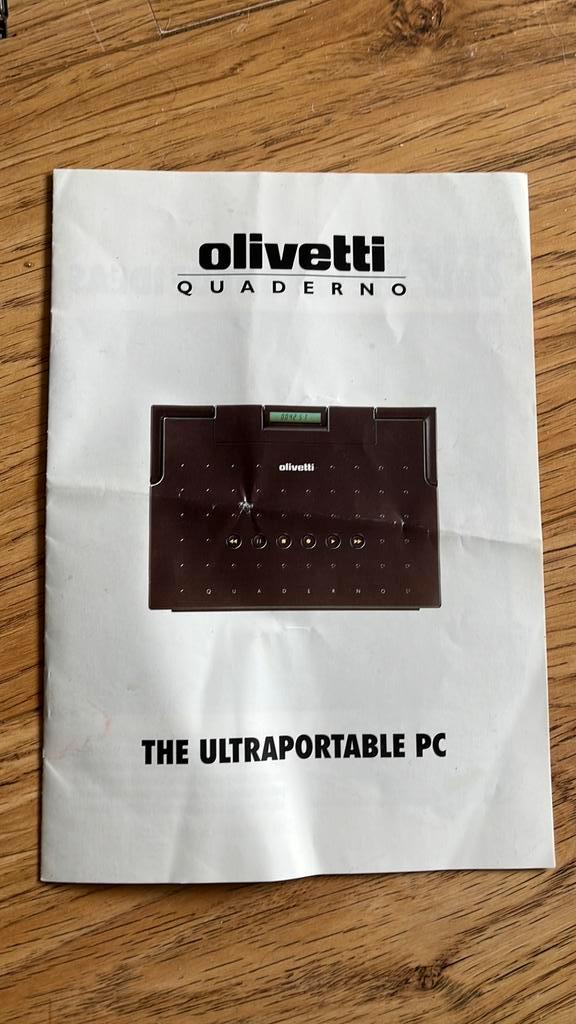 olivetti
QUADERNO
olivetti
QUADERNO
THE ULTRAPORTABLE PC